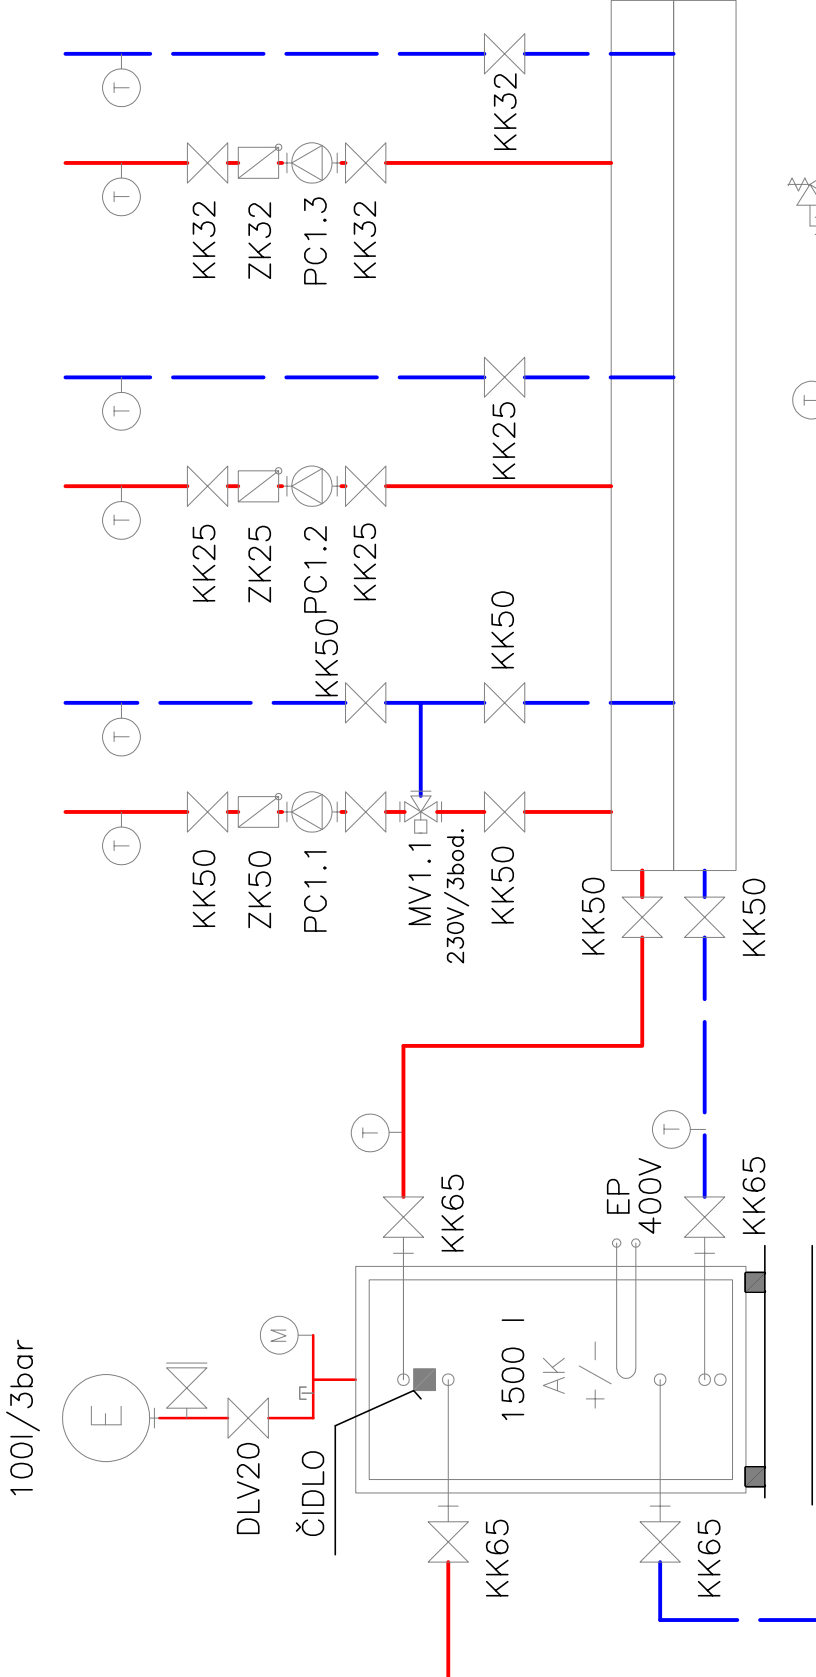 T
KK32
T
KK32
ZK32
PC1.3
KK32
T
KK25
T
T
KK25
ZK25
PC1.2
KK25
KK50
KK50
T
T
KK50
ZK50
PC1.1
MV1.1
230V/3bod.
KK50
KK50
KK50
T
T
KK65
EP
400V
KK65
100l/3bar
E
M
DLV20
ČIDLO
1500 l
AK
+/-
KK65
KK65